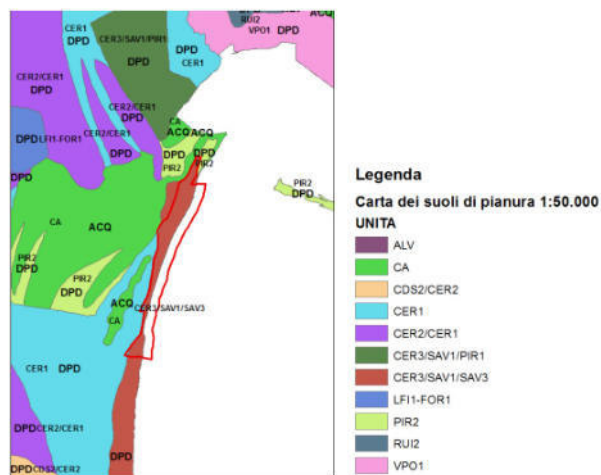 CER1
DPD
CER3/SAV1/PIR1
DPD
DPD
CER1
RUI2
VPO1
DPD
ACQ
CER2/CER1
DPD
CER2/CER1
DPD
DPD
LFI1-FOR1
CER2/CER1
DPD
CA
ACQ
ACQ
DPD
PIR2
DPD
PIR2
DPD
PIR2
DPD
CA
ACQ
PIR2
DPD
PIR2
DPD
ACQ
CA
CER3/SAV1/SAV3
CER1
DPD
DPD
CER2/CER1
DPD
CDS2/CER2
DPD
Legenda
Carta dei suoli di pianura 1:50.000
UNITA
ALV
CA
CDS2/CER2
CER1
CER2/CER1
CER3/SAV1/PIR1
CER3/SAV1/SAV3
LFI1-FOR1
PIR2
RUI2
VPO1